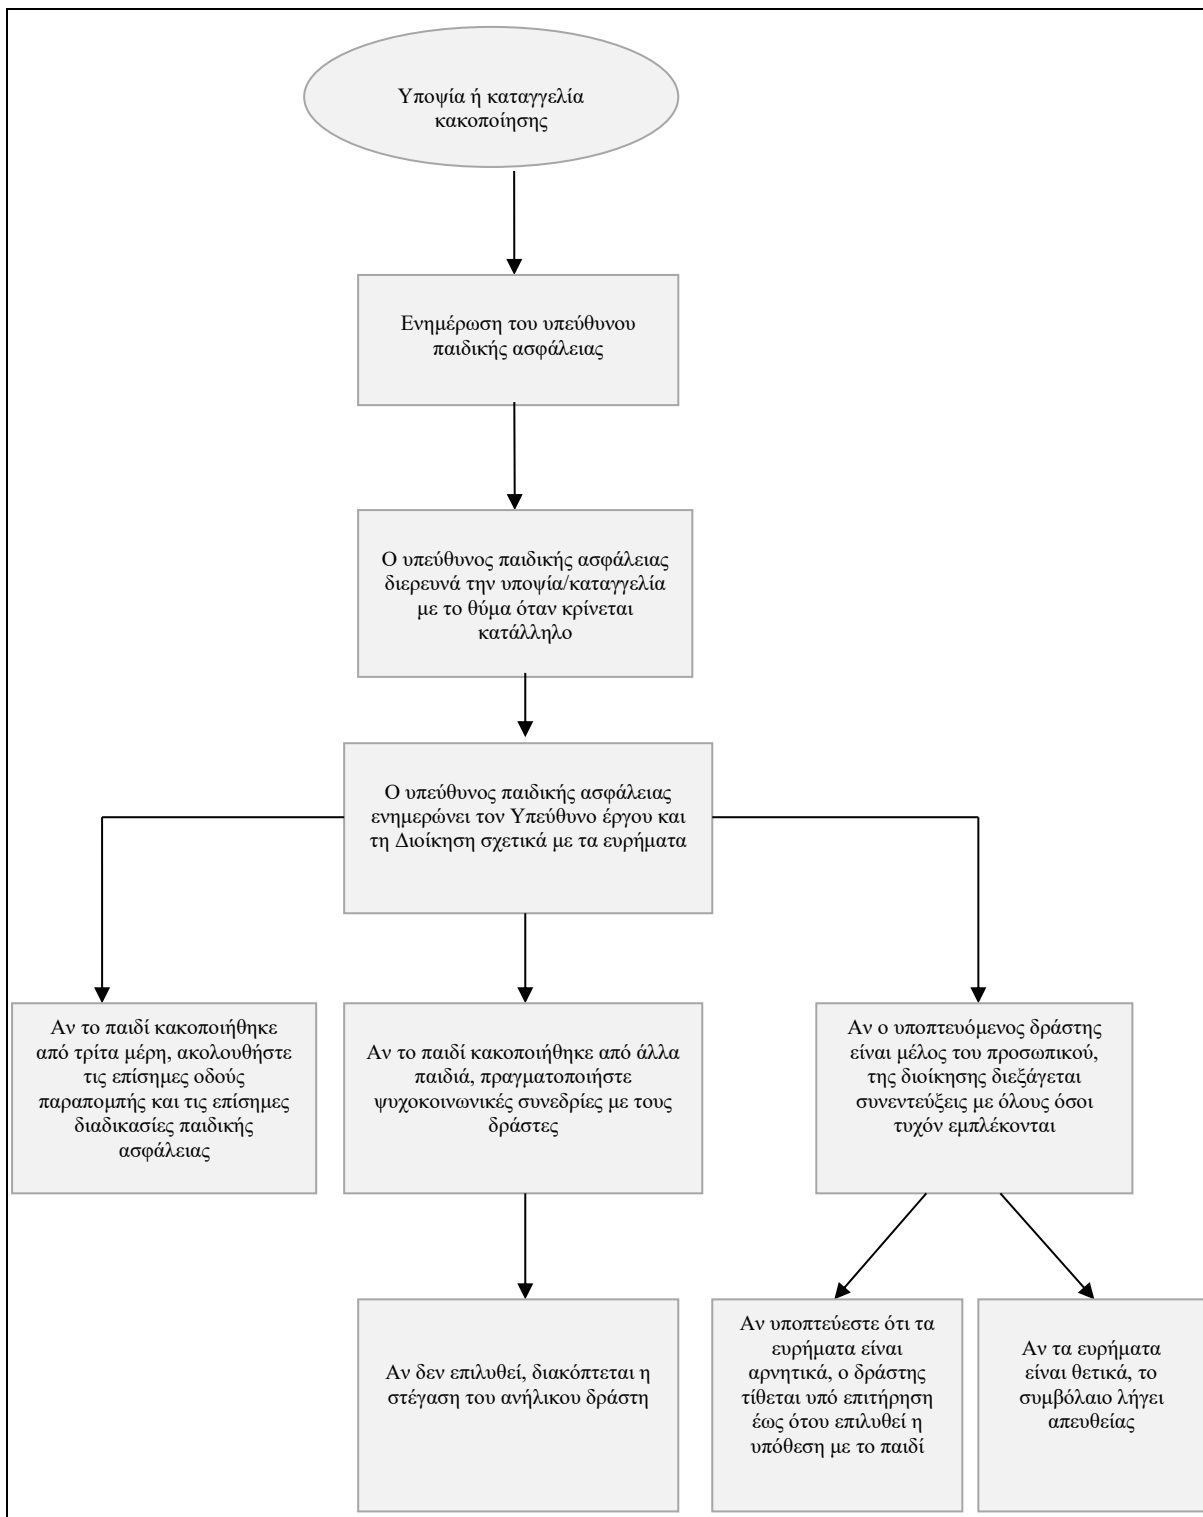 Υποψία ή καταγγελία
κακοποίησης
Ενημέρωση του υπεύθυνου
παιδικής ασφάλειας
Ο υπεύθυνος παιδικής ασφάλειας
διερευνά την υποψία/καταγγελία
με το θύμα όταν κρίνεται
κατάλληλο
Ο υπεύθυνος παιδικής ασφάλειας
ενημερώνει τον Υπεύθυνο έργου και
τη Διοίκηση σχετικά με τα ευρήματα
Αν το παιδί κακοποιήθηκε
από τρίτα μέρη, ακολουθήστε
τις επίσημες οδούς
παραπομπής και τις επίσημες
διαδικασίες παιδικής
ασφάλειας
Αν το παιδί κακοποιήθηκε από άλλα
παιδιά, πραγματοποιήστε
ψυχοκοινωνικές συνεδρίες με τους
δράστες
Αν ο υποπτευόμενος δράστης
είναι μέλος του προσωπικού,
της διοίκησης διεξάγεται
συνεντεύξεις με όλους όσοι
τυχόν εμπλέκονται
Αν δεν επιλυθεί, διακόπτεται η
στέγαση του ανήλικου δράστη
Αν υποπτεύεστε ότι τα
ευρήματα είναι
αρνητικά, ο δράστης
τίθεται υπό επιτήρηση
έως ότου επιλυθεί η
υπόθεση με το παιδί
Αν τα ευρήματα
είναι θετικά, το
συμβόλαιο λήγει
απευθείας